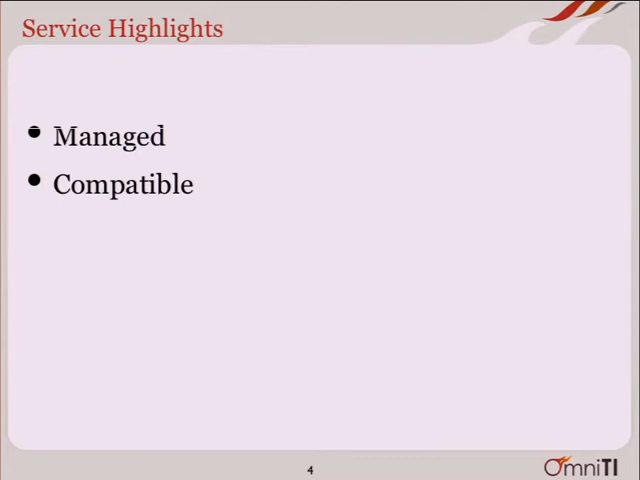 Service Highlights
• Managed
• Compatible
4
OmniTI